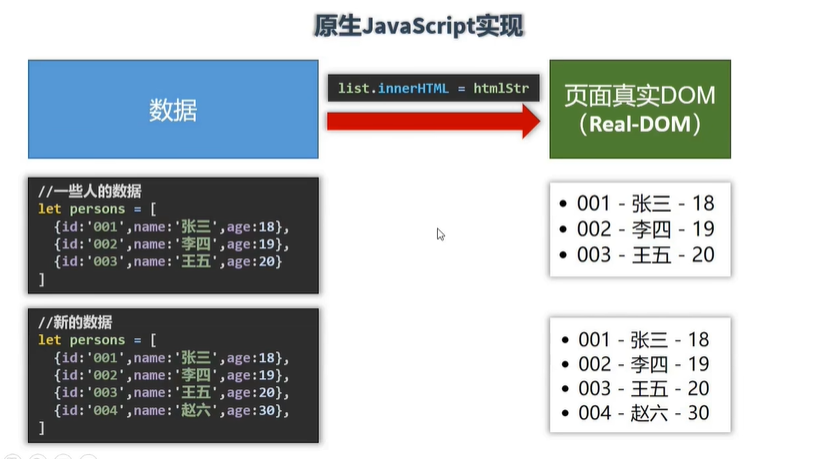 原生JavaScript实现
数据
list.innerHTML = htmlStr
页面真实DOM
（Real-DOM）
//一些人的数据
let persons = [
{id:'001',name:'张三',age:18},
{id:'002',name:'李四',age:19},
{id:'003',name:'王五',age:20}
]
• 001 - 张三 - 18
• 002 - 李四 - 19
• 003 - 王五 - 20
//新的数据
let persons = [
{id:'001',name:'张三',age:18},
{id:'002',name:'李四',age:19},
{id:'003',name:'王五',age:20},
{id:'004',name:'赵六',age:30},
]
• 001 - 张三 - 18
• 002 - 李四 - 19
• 003 - 王五 - 20
• 004 - 赵六 - 30